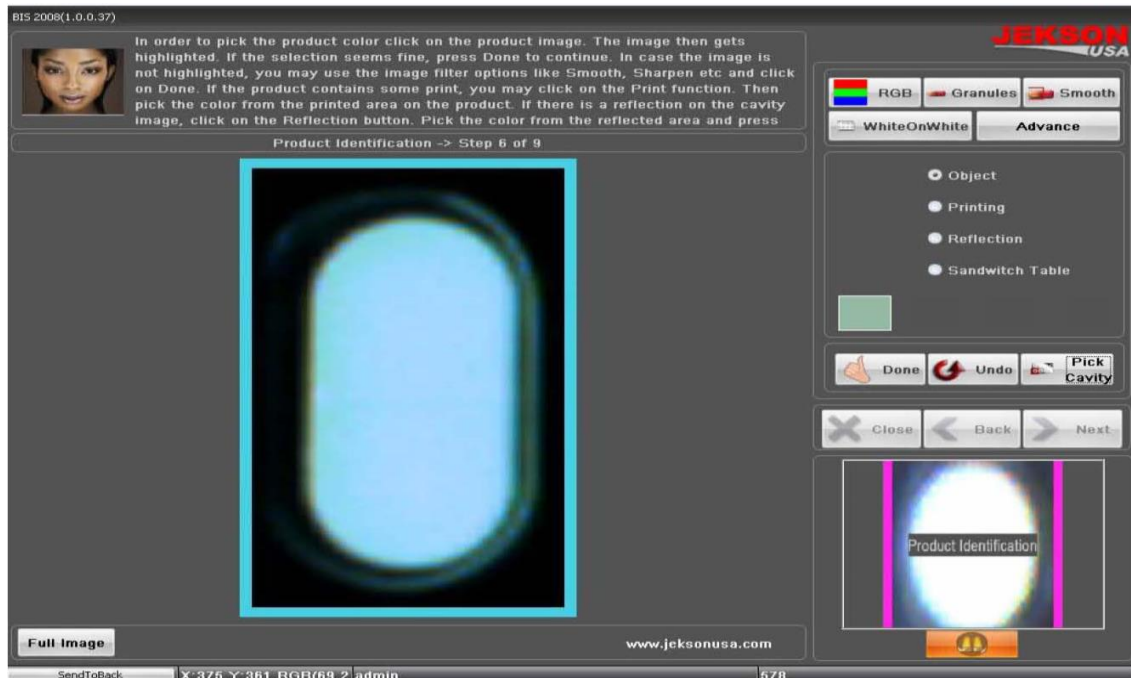 BIS 2008(1.0.0.37)
JEKSON
USA
In order to pick the product color click on the product image. The image then gets
highlighted. If the selection seems fine, press Done to continue. In case the image is
not highlighted, you may use the image filter options like Smooth, Sharpen etc and click
on Done. If the product contains some print, you may click on the Print function. Then
pick the color from the printed area on the product. If there is a reflection on the cavity
image, click on the Reflection button. Pick the color from the reflected area and press
Product Identification -> Step 6 of 9
RGB
Granules
Smooth
WhiteOnWhite
Advance
Object
Printing
Reflection
Sandwitch Table
Done
Undo
Pick
Cavity
Close
Back
Next
Product Identification
Full Image
www.jeksonusa.com
SendToBack
X:375 Y:361 RGB(69,2
admin
578